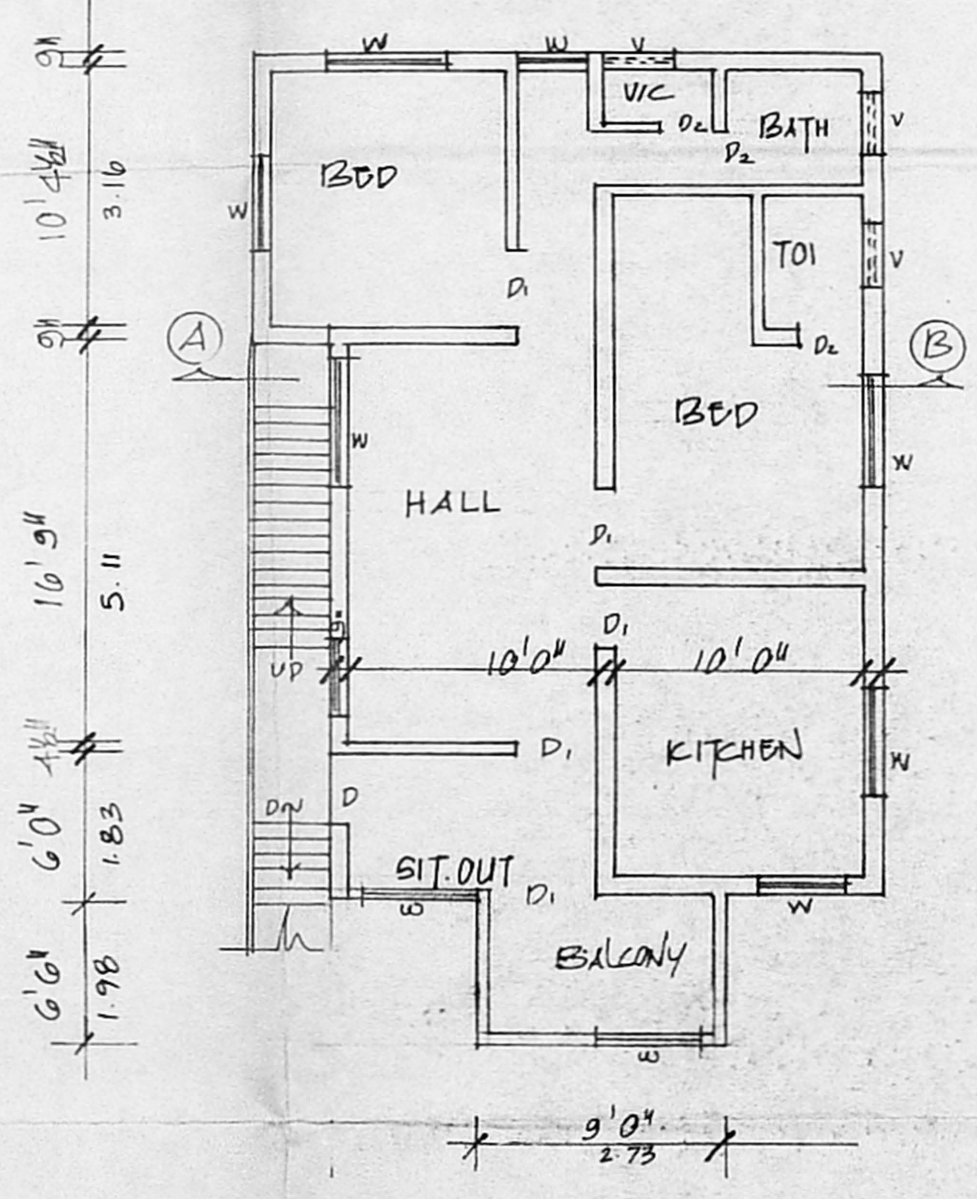 W W V
9"
W/C
D2
BATH
V
D2
10' 4½"
3.16
BED
W
TOI
V
D1
9"
A
D2
B
BED
W
W
HALL
D1
16' 9"
5.11
9"
D1
UP
10'0"
10'0"
4½"
D1
KITCHEN
W
DN
D
6'0"
1.83
SIT.OUT
W
D1
W
BALCONY
6'6"
1.98
W
9'0"
2.73